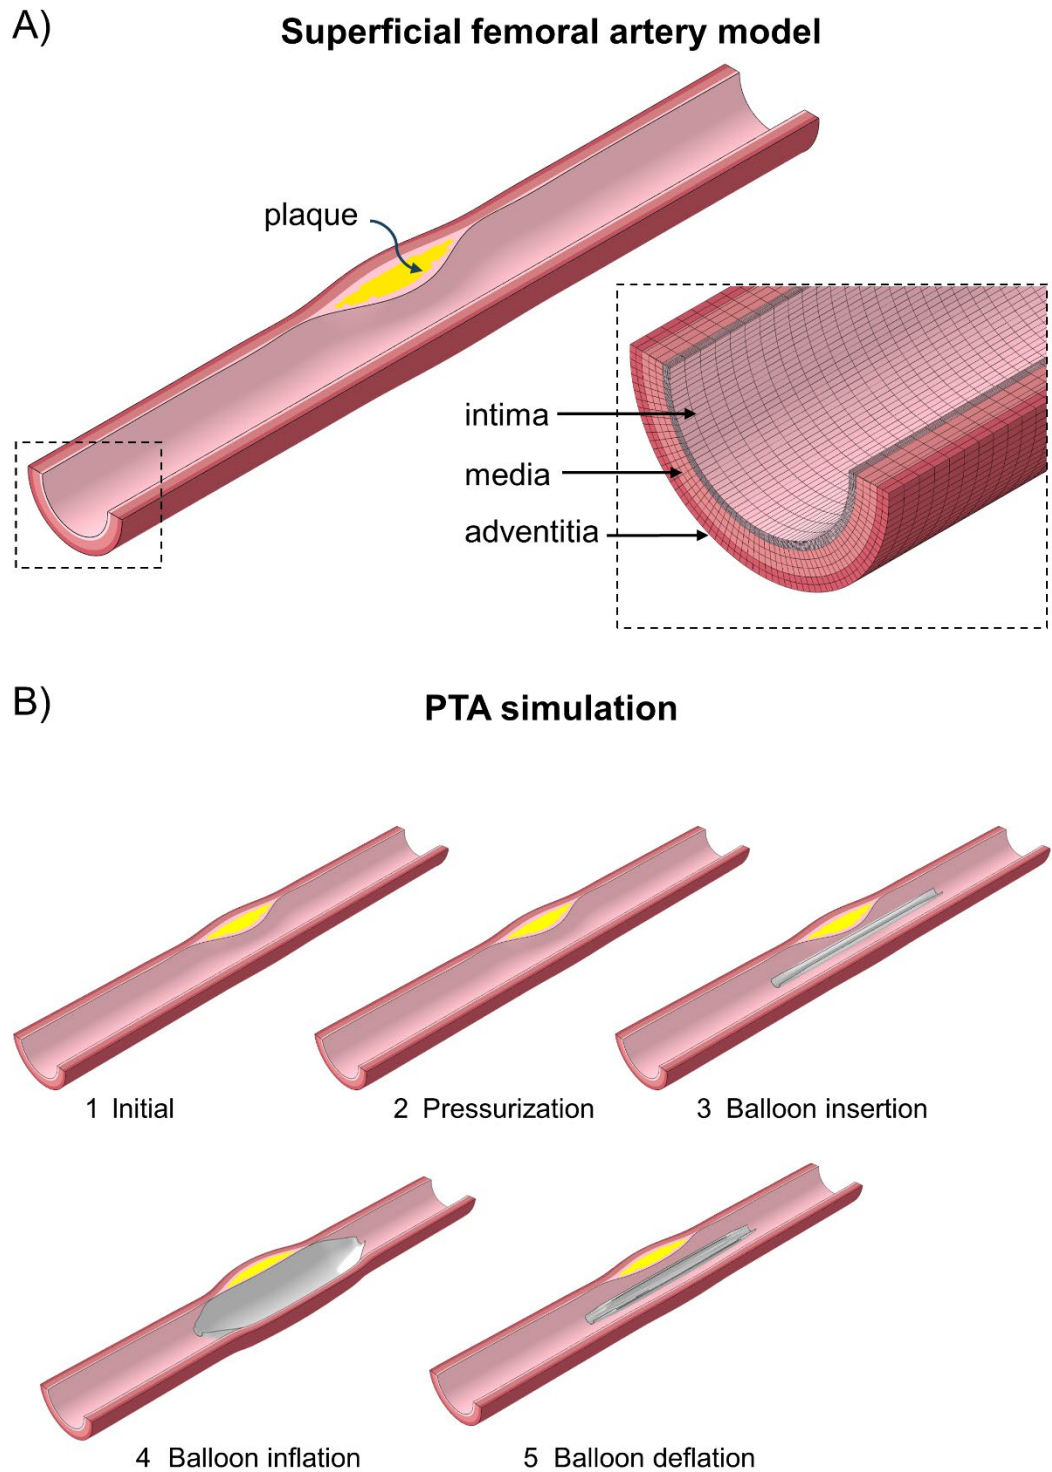 A)
Superficial femoral artery model
plaque
intima
media
adventitia
B)
PTA simulation
1 Initial
2 Pressurization
3 Balloon insertion
4 Balloon inflation
5 Balloon deflation